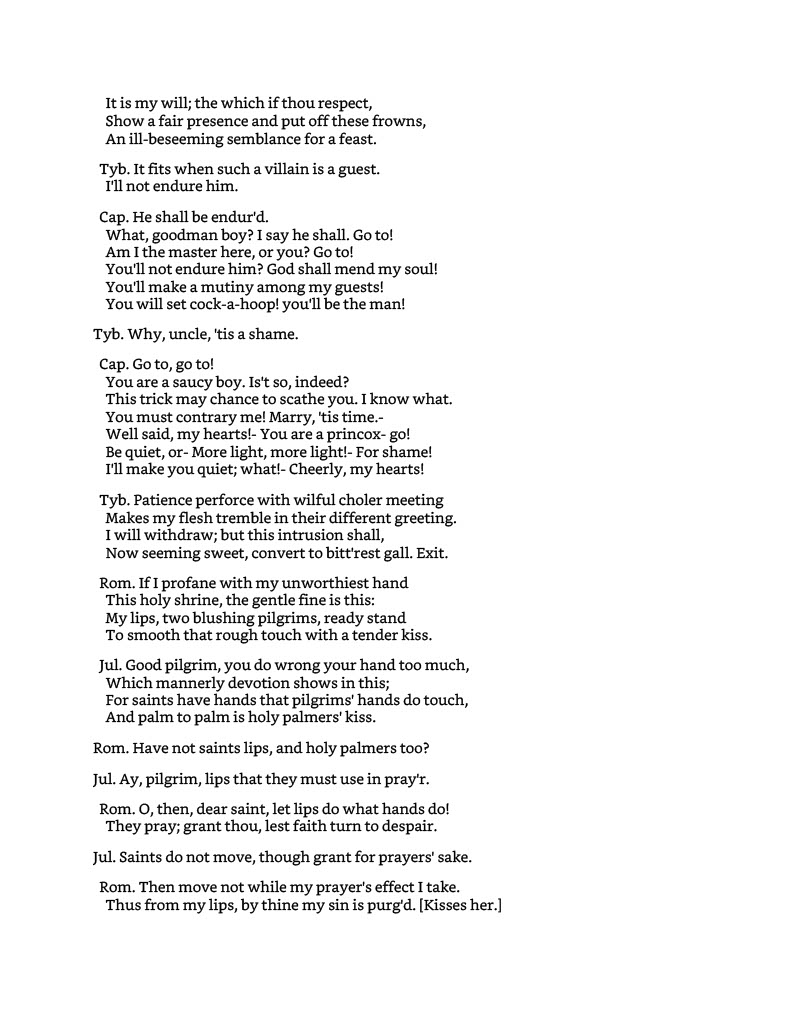 It is my will; the which if thou respect,
Show a fair presence and put off these frowns,
An ill-beseeming semblance for a feast.
Tyb. It fits when such a villain is a guest.
I'll not endure him.
Cap. He shall be endur'd.
What, goodman boy? I say he shall. Go to!
Am I the master here, or you? Go to!
You'll not endure him? God shall mend my soul!
You'll make a mutiny among my guests!
You will set cock-a-hoop! you'll be the man!
Tyb. Why, uncle, 'tis a shame.
Cap. Go to, go to!
You are a saucy boy. Is't so, indeed?
This trick may chance to scathe you. I know what.
You must contrary me! Marry, 'tis time.-
Well said, my hearts!- You are a princox- go!
Be quiet, or- More light, more light!- For shame!
I'll make you quiet; what!- Cheerly, my hearts!
Tyb. Patience perforce with wilful choler meeting
Makes my flesh tremble in their different greeting.
I will withdraw; but this intrusion shall,
Now seeming sweet, convert to bitt'rest gall. Exit.
Rom. If I profane with my unworthiest hand
This holy shrine, the gentle fine is this:
My lips, two blushing pilgrims, ready stand
To smooth that rough touch with a tender kiss.
Jul. Good pilgrim, you do wrong your hand too much,
Which mannerly devotion shows in this;
For saints have hands that pilgrims' hands do touch,
And palm to palm is holy palmers' kiss.
Rom. Have not saints lips, and holy palmers too?
Jul. Ay, pilgrim, lips that they must use in pray'r.
Rom. O, then, dear saint, let lips do what hands do!
They pray; grant thou, lest faith turn to despair.
Jul. Saints do not move, though grant for prayers' sake.
Rom. Then move not while my prayer's effect I take.
Thus from my lips, by thine my sin is purg'd. [Kisses her.]